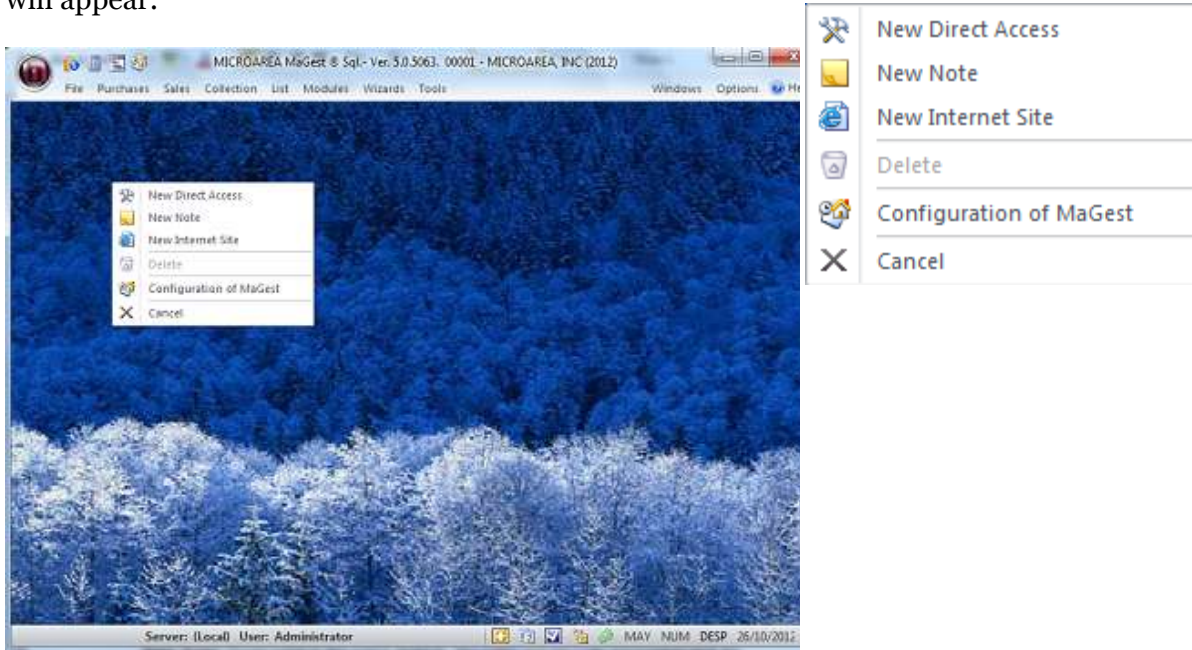 will appear:
MICROAREA MaGest ® Sql.- Ver. 5.0.5063. 00001 - MICROAREA, INC (2012)
File Purchases Sales Collection List Modules Wizards Tools Windows Options
New Direct Access
New Note
New Internet Site
Delete
Configuration of MaGest
Cancel
Server: (Local) User: Administrator MAY NUM DESP 26/10/2012
New Direct Access
New Note
New Internet Site
Delete
Configuration of MaGest
Cancel